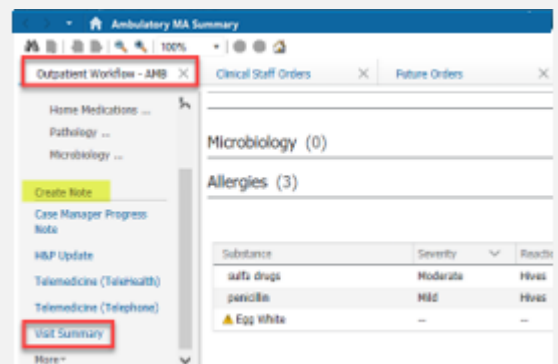 Ambulatory MA Summary
100%
Outpatient Workflow - AMB
Clinical Staff Orders
Future Orders
Home Medications ...
Pathology ...
Microbiology ...
Create Note
Case Manager Progress
Note
H&P Update
Telemedicine (TeleHealth)
Telemedicine (Telephone)
Visit Summary
More
Microbiology (0)
Allergies (3)
Substance Severity Reactio
sulfa drugs Moderate Hives
penicillin Mild Hives
Egg White -- --